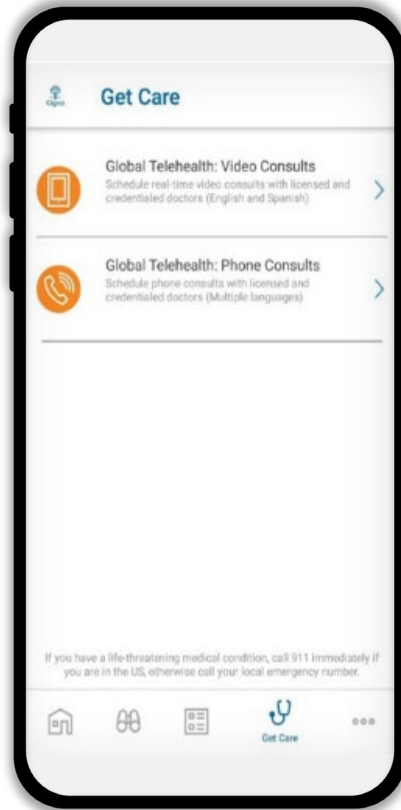 Cigna
Get Care
Global Telehealth: Video Consults
Schedule real-time video consults with licensed and
credentialed doctors (English and Spanish)
Global Telehealth: Phone Consults
Schedule phone consults with licensed and
credentialed doctors (Multiple languages)
If you have a life-threatening medical condition, call 911 immediately if
you are in the US, otherwise call your local emergency number.
Get Care